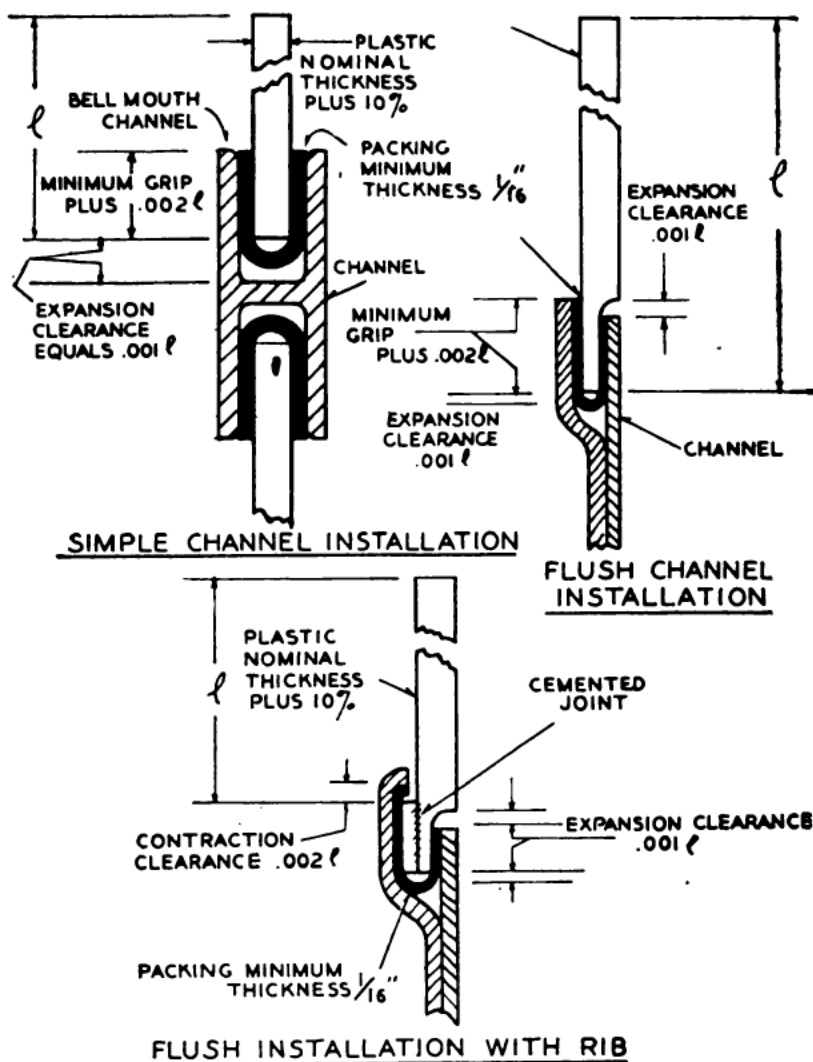 PLASTIC
NOMINAL
THICKNESS
PLUS 10%
BELL MOUTH
CHANNEL
PACKING
MINIMUM
THICKNESS 1/16"
ℓ
MINIMUM GRIP
PLUS .002ℓ
CHANNEL
EXPANSION
CLEARANCE
EQUALS .001ℓ
ℓ
SIMPLE CHANNEL INSTALLATION
EXPANSION
CLEARANCE
.001ℓ
ℓ
MINIMUM
GRIP
PLUS .002ℓ
EXPANSION
CLEARANCE
.001ℓ
CHANNEL
FLUSH CHANNEL
INSTALLATION
PLASTIC
NOMINAL
THICKNESS
PLUS 10%
ℓ
CEMENTED
JOINT
CONTRACTION
CLEARANCE .002ℓ
EXPANSION CLEARANCE
.001ℓ
PACKING MINIMUM
THICKNESS 1/16"
FLUSH INSTALLATION WITH RIB